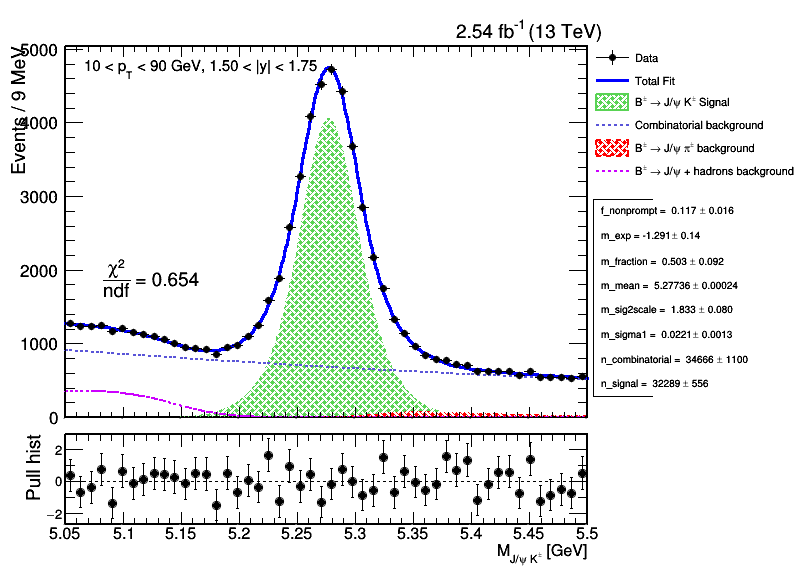 2.54 fb⁻¹ (13 TeV)
Events / 9 MeV
5000
4000
3000
2000
1000
0
10 < p_T < 90 GeV, 1.50 < |y| < 1.75
χ²/ndf = 0.654
Data
Total Fit
B± → J/ψ K± Signal
Combinatorial background
B± → J/ψ π± background
B± → J/ψ + hadrons background
f_nonprompt = 0.117 ± 0.016
m_exp = -1.291 ± 0.14
m_fraction = 0.503 ± 0.092
m_mean = 5.27736 ± 0.00024
m_sig2scale = 1.833 ± 0.080
m_sigma1 = 0.0221 ± 0.0013
n_combinatorial = 34666 ± 1100
n_signal = 32289 ± 556
Pull hist
2
0
−2
5.05 5.1 5.15 5.2 5.25 5.3 5.35 5.4 5.45 5.5
M_J/ψ K± [GeV]